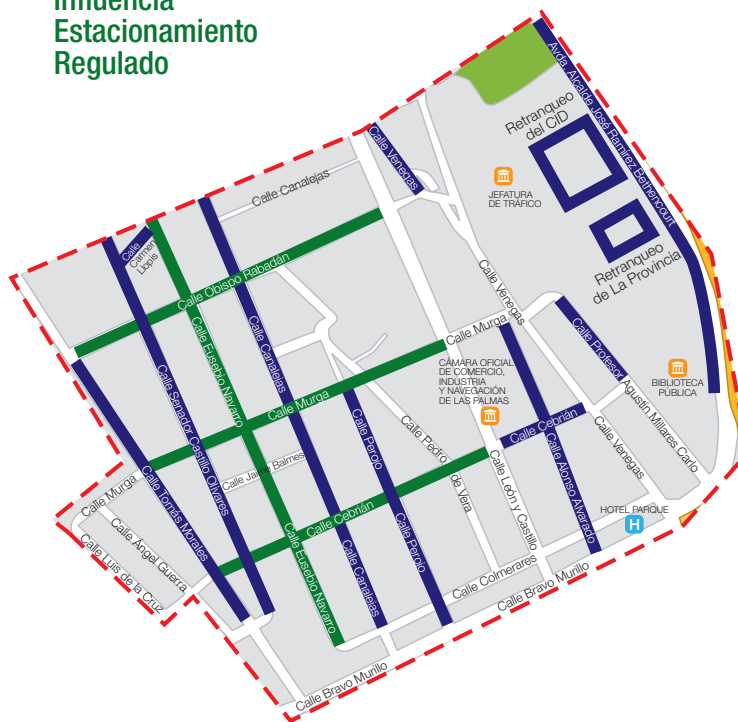 Influencia
Estacionamiento
Regulado
Avda. Alcalde José Ramírez Bethencourt
Retranqueo
del CID
Calle Venegas
Calle Canalejas
JEFATURA
DE TRÁFICO
Calle
Carmen
Llopis
Retranqueo
de La Provincia
Calle Obispo Rabadán
Calle Venegas
Calle Eusebio Navarro
Calle Canalejas
Calle Murga
Calle Profesor Agustín Millares Carlo
CÁMARA OFICIAL
DE COMERCIO,
INDUSTRIA
Y NAVEGACIÓN
DE LAS PALMAS
BIBLIOTECA
PÚBLICA
Calle Senador Castillo Olivares
Calle Murga
Calle Perojo
Calle Pedro de Vera
Calle Cebrián
Calle Venegas
Calle Jaime Balmes
Calle Murga
Calle Tomás Morales
Calle León y Castillo
Calle Alonso Alvarado
HOTEL PARQUE
H
Calle Cebrián
Calle Ángel Guerra
Calle Luis de la Cruz
Calle Eusebio Navarro
Calle Canalejas
Calle Perojo
Calle Colmerares
Calle Bravo Murillo
Calle Bravo Murillo